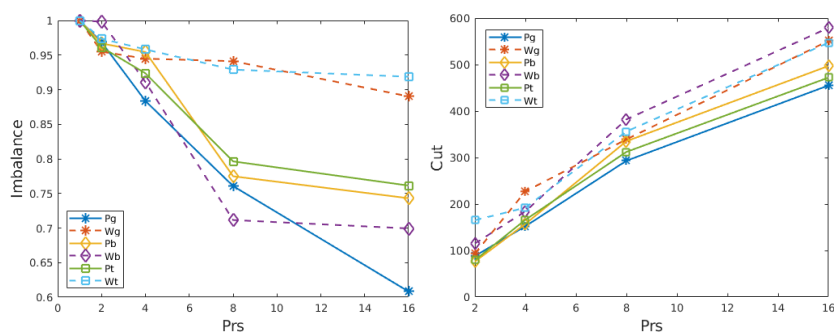 1
0.95
0.9
0.85
0.8
0.75
0.7
0.65
0.6
Imbalance
Pg
Wg
Pb
Wb
Pt
Wt
0 2 4 6 8 10 12 14 16
Prs
600
500
400
300
200
100
0
Cut
Pg
Wg
Pb
Wb
Pt
Wt
2 4 6 8 10 12 14 16
Prs